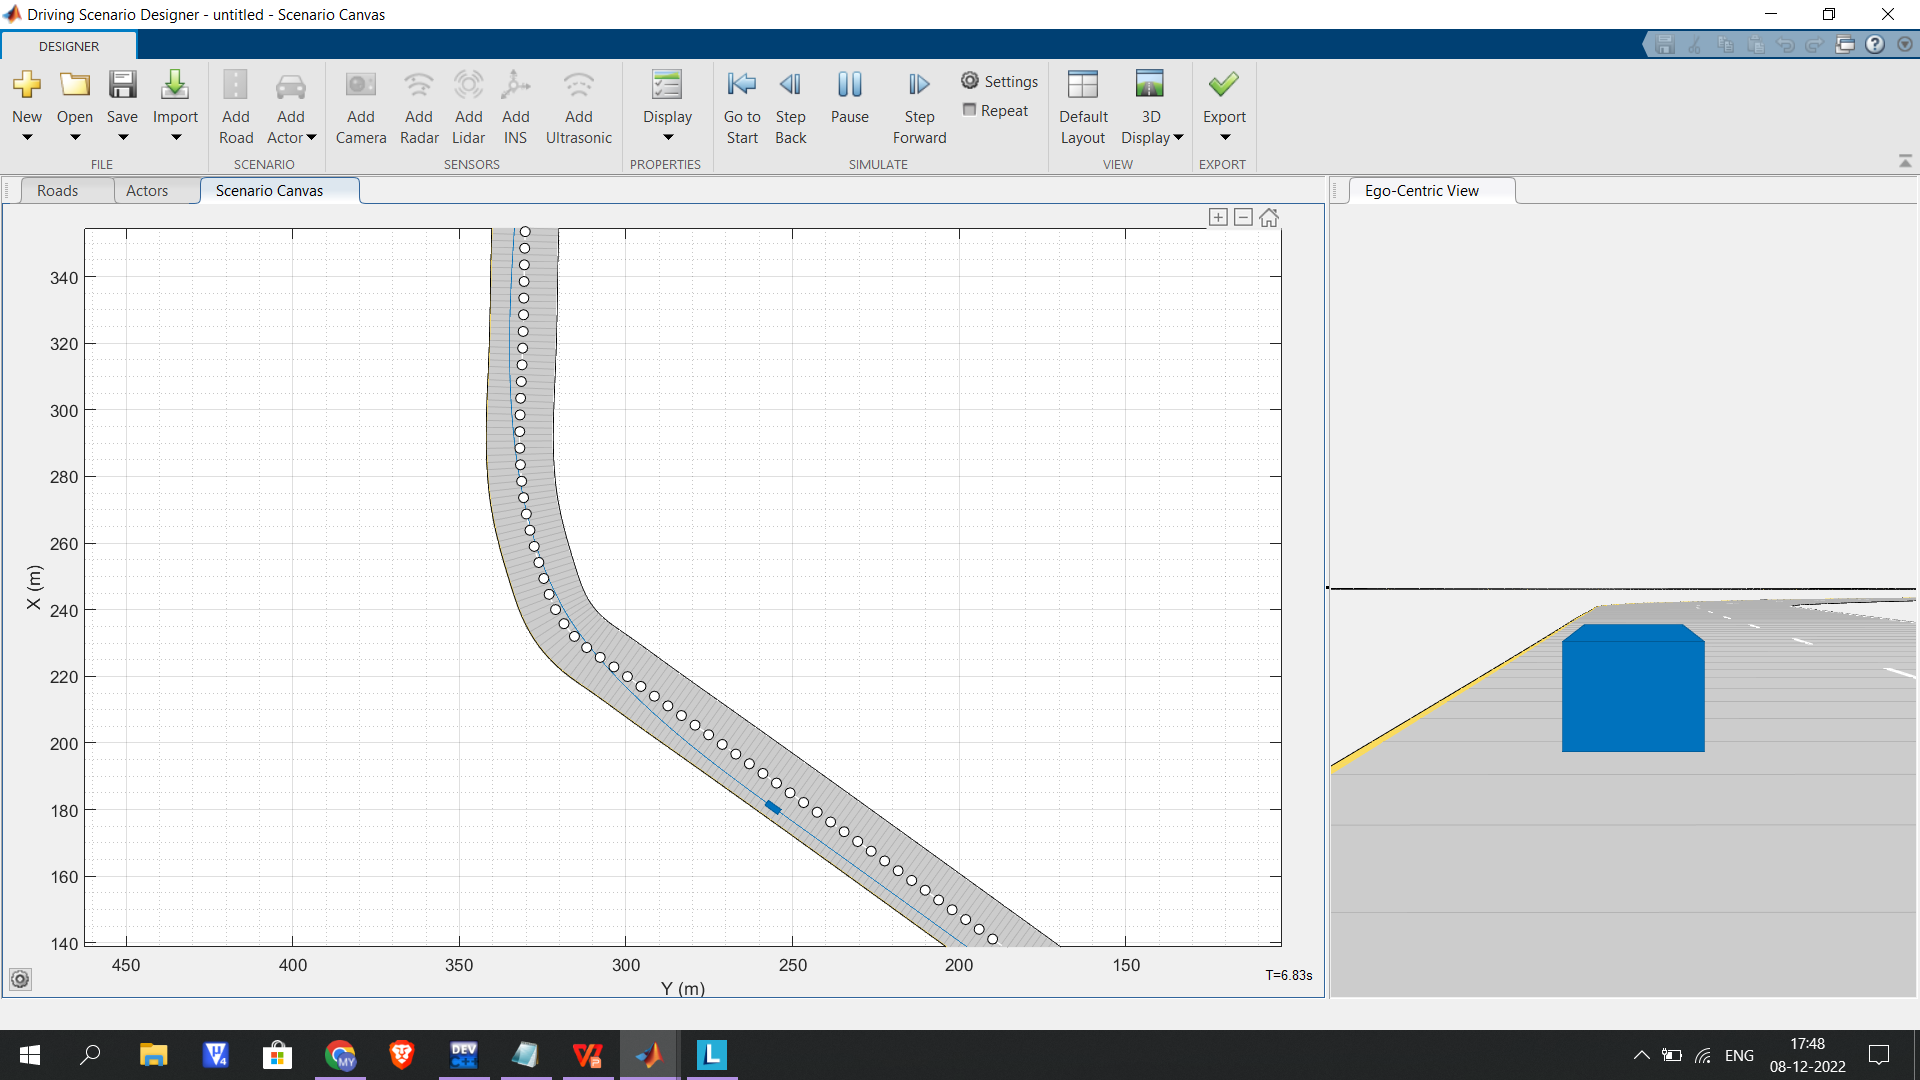 Driving Scenario Designer - untitled - Scenario Canvas
DESIGNER
New
Open
Save
Import
Add Road
Add Actor
Add Camera
Add Radar
Add Lidar
Add INS
Add Ultrasonic
Display
Go to Start
Step Back
Pause
Step Forward
Settings
Repeat
Default Layout
3D Display
Export
FILE
SCENARIO
SENSORS
PROPERTIES
SIMULATE
VIEW
EXPORT
Roads
Actors
Scenario Canvas
Ego-Centric View
340
320
300
280
260
240
220
200
180
160
140
X (m)
450
400
350
300
250
200
150
Y (m)
T=6.83s
MY
DEV
C++
L
ENG
17:48
08-12-2022